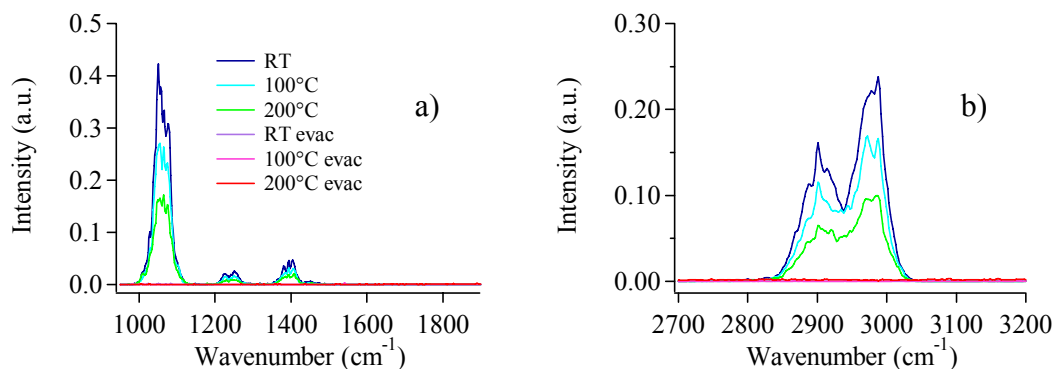 0.5
0.4
0.3
0.2
0.1
0.0
Intensity (a.u.)
RT
100°C
200°C
RT evac
100°C evac
200°C evac
a)
1000 1200 1400 1600 1800
Wavenumber (cm-1)
0.30
0.20
0.10
0.00
Intensity (a.u.)
b)
2700 2800 2900 3000 3100 3200
Wavenumber (cm-1)